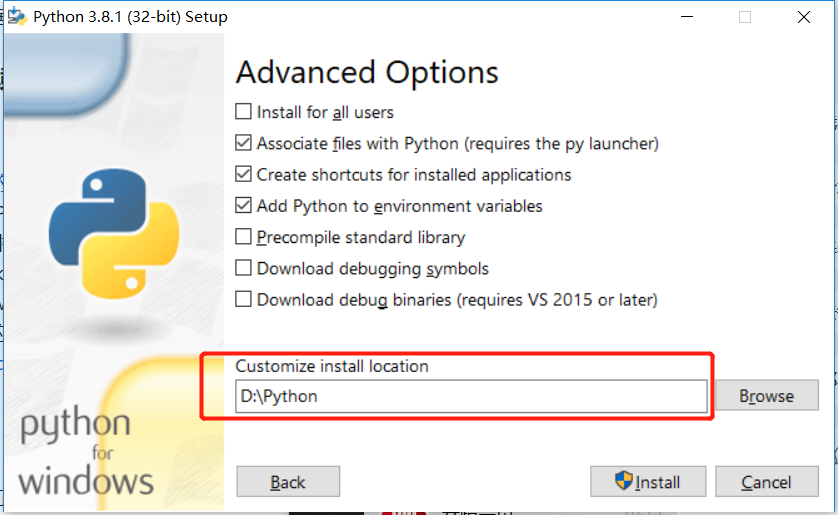 Python 3.8.1 (32-bit) Setup
Advanced Options
Install for all users
Associate files with Python (requires the py launcher)
Create shortcuts for installed applications
Add Python to environment variables
Precompile standard library
Download debugging symbols
Download debug binaries (requires VS 2015 or later)
Customize install location
D:\Python
Browse
python
for
windows
Back
Install
Cancel